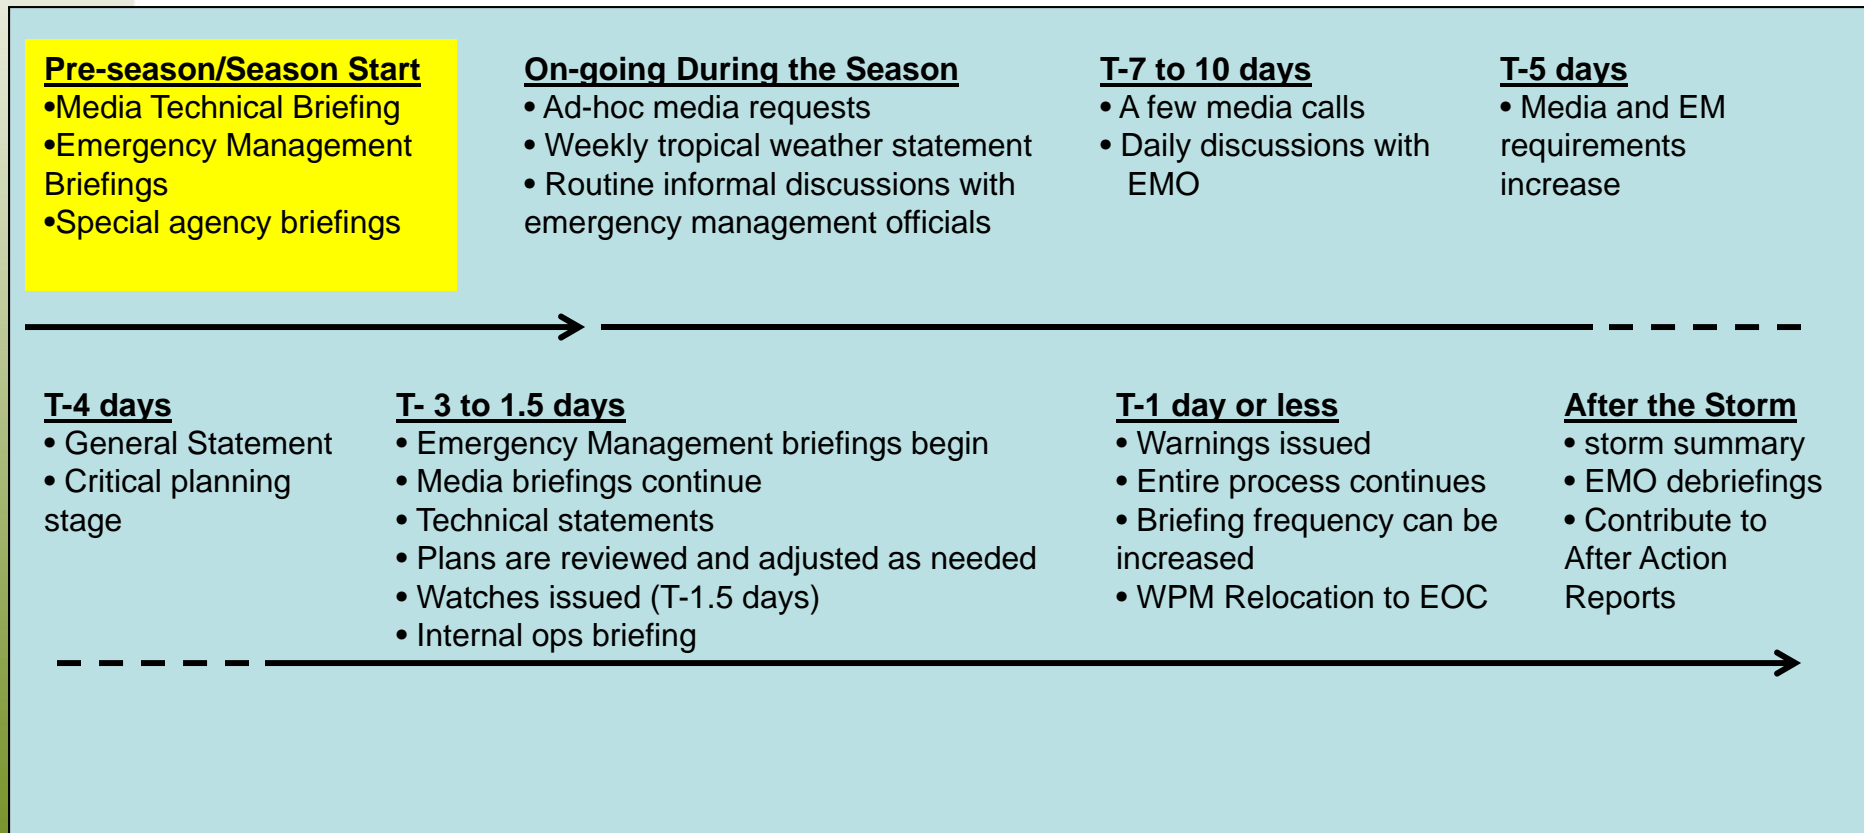 Pre-season/Season Start
•Media Technical Briefing
•Emergency Management
Briefings
•Special agency briefings
On-going During the Season
• Ad-hoc media requests
• Weekly tropical weather statement
• Routine informal discussions with
emergency management officials
T-7 to 10 days
• A few media calls
• Daily discussions with
EMO
T-5 days
• Media and EM
requirements
increase
T-4 days
• General Statement
• Critical planning
stage
T- 3 to 1.5 days
• Emergency Management briefings begin
• Media briefings continue
• Technical statements
• Plans are reviewed and adjusted as needed
• Watches issued (T-1.5 days)
• Internal ops briefing
T-1 day or less
• Warnings issued
• Entire process continues
• Briefing frequency can be
increased
• WPM Relocation to EOC
After the Storm
• storm summary
• EMO debriefings
• Contribute to
After Action
Reports